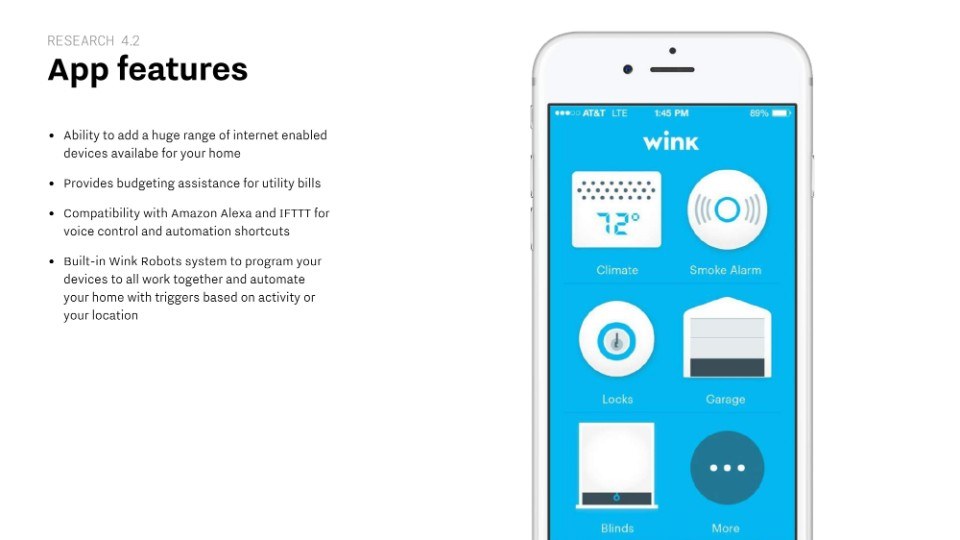 RESEARCH 4.2
App features
• Ability to add a huge range of internet enabled
devices availabe for your home
• Provides budgeting assistance for utility bills
• Compatibility with Amazon Alexa and IFTTT for
voice control and automation shortcuts
• Built-in Wink Robots system to program your
devices to all work together and automate
your home with triggers based on activity or
your location
AT&T LTE 1:45 PM 89%
wink
72°
Climate Smoke Alarm
Locks Garage
Blinds More